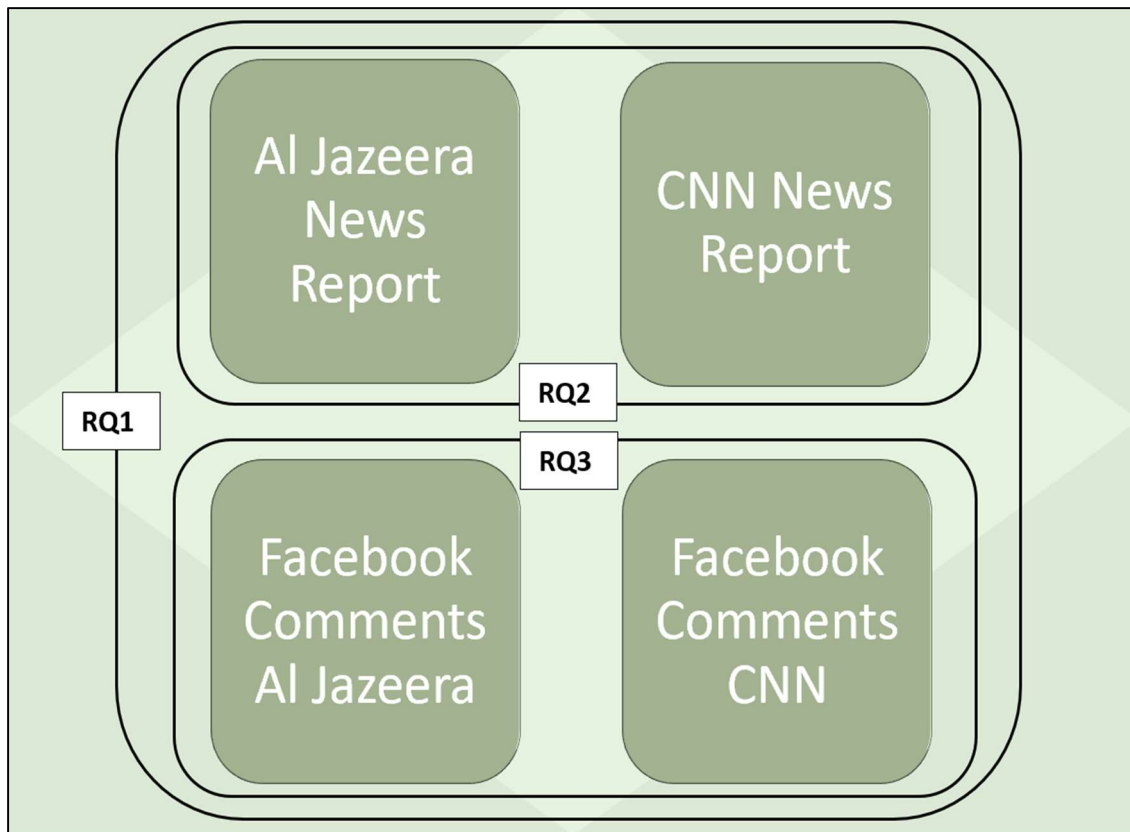 Al Jazeera
News
Report
CNN News
Report
RQ1
RQ2
RQ3
Facebook
Comments
Al Jazeera
Facebook
Comments
CNN